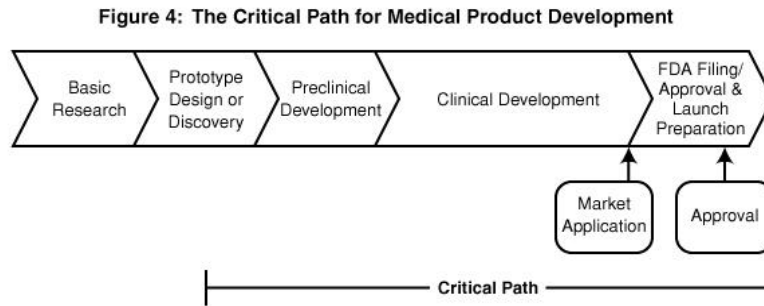 Figure 4: The Critical Path for Medical Product Development
Basic
Research
Prototype
Design or
Discovery
Preclinical
Development
Clinical Development
FDA Filing/
Approval &
Launch
Preparation
Market
Application
Approval
Critical Path